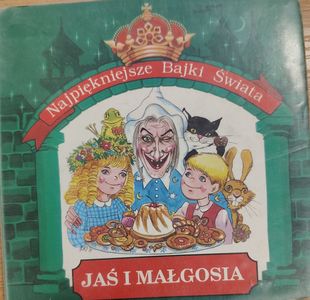 Najpiękniejsze Bajki Świata
JAŚ I MAŁGOSIA